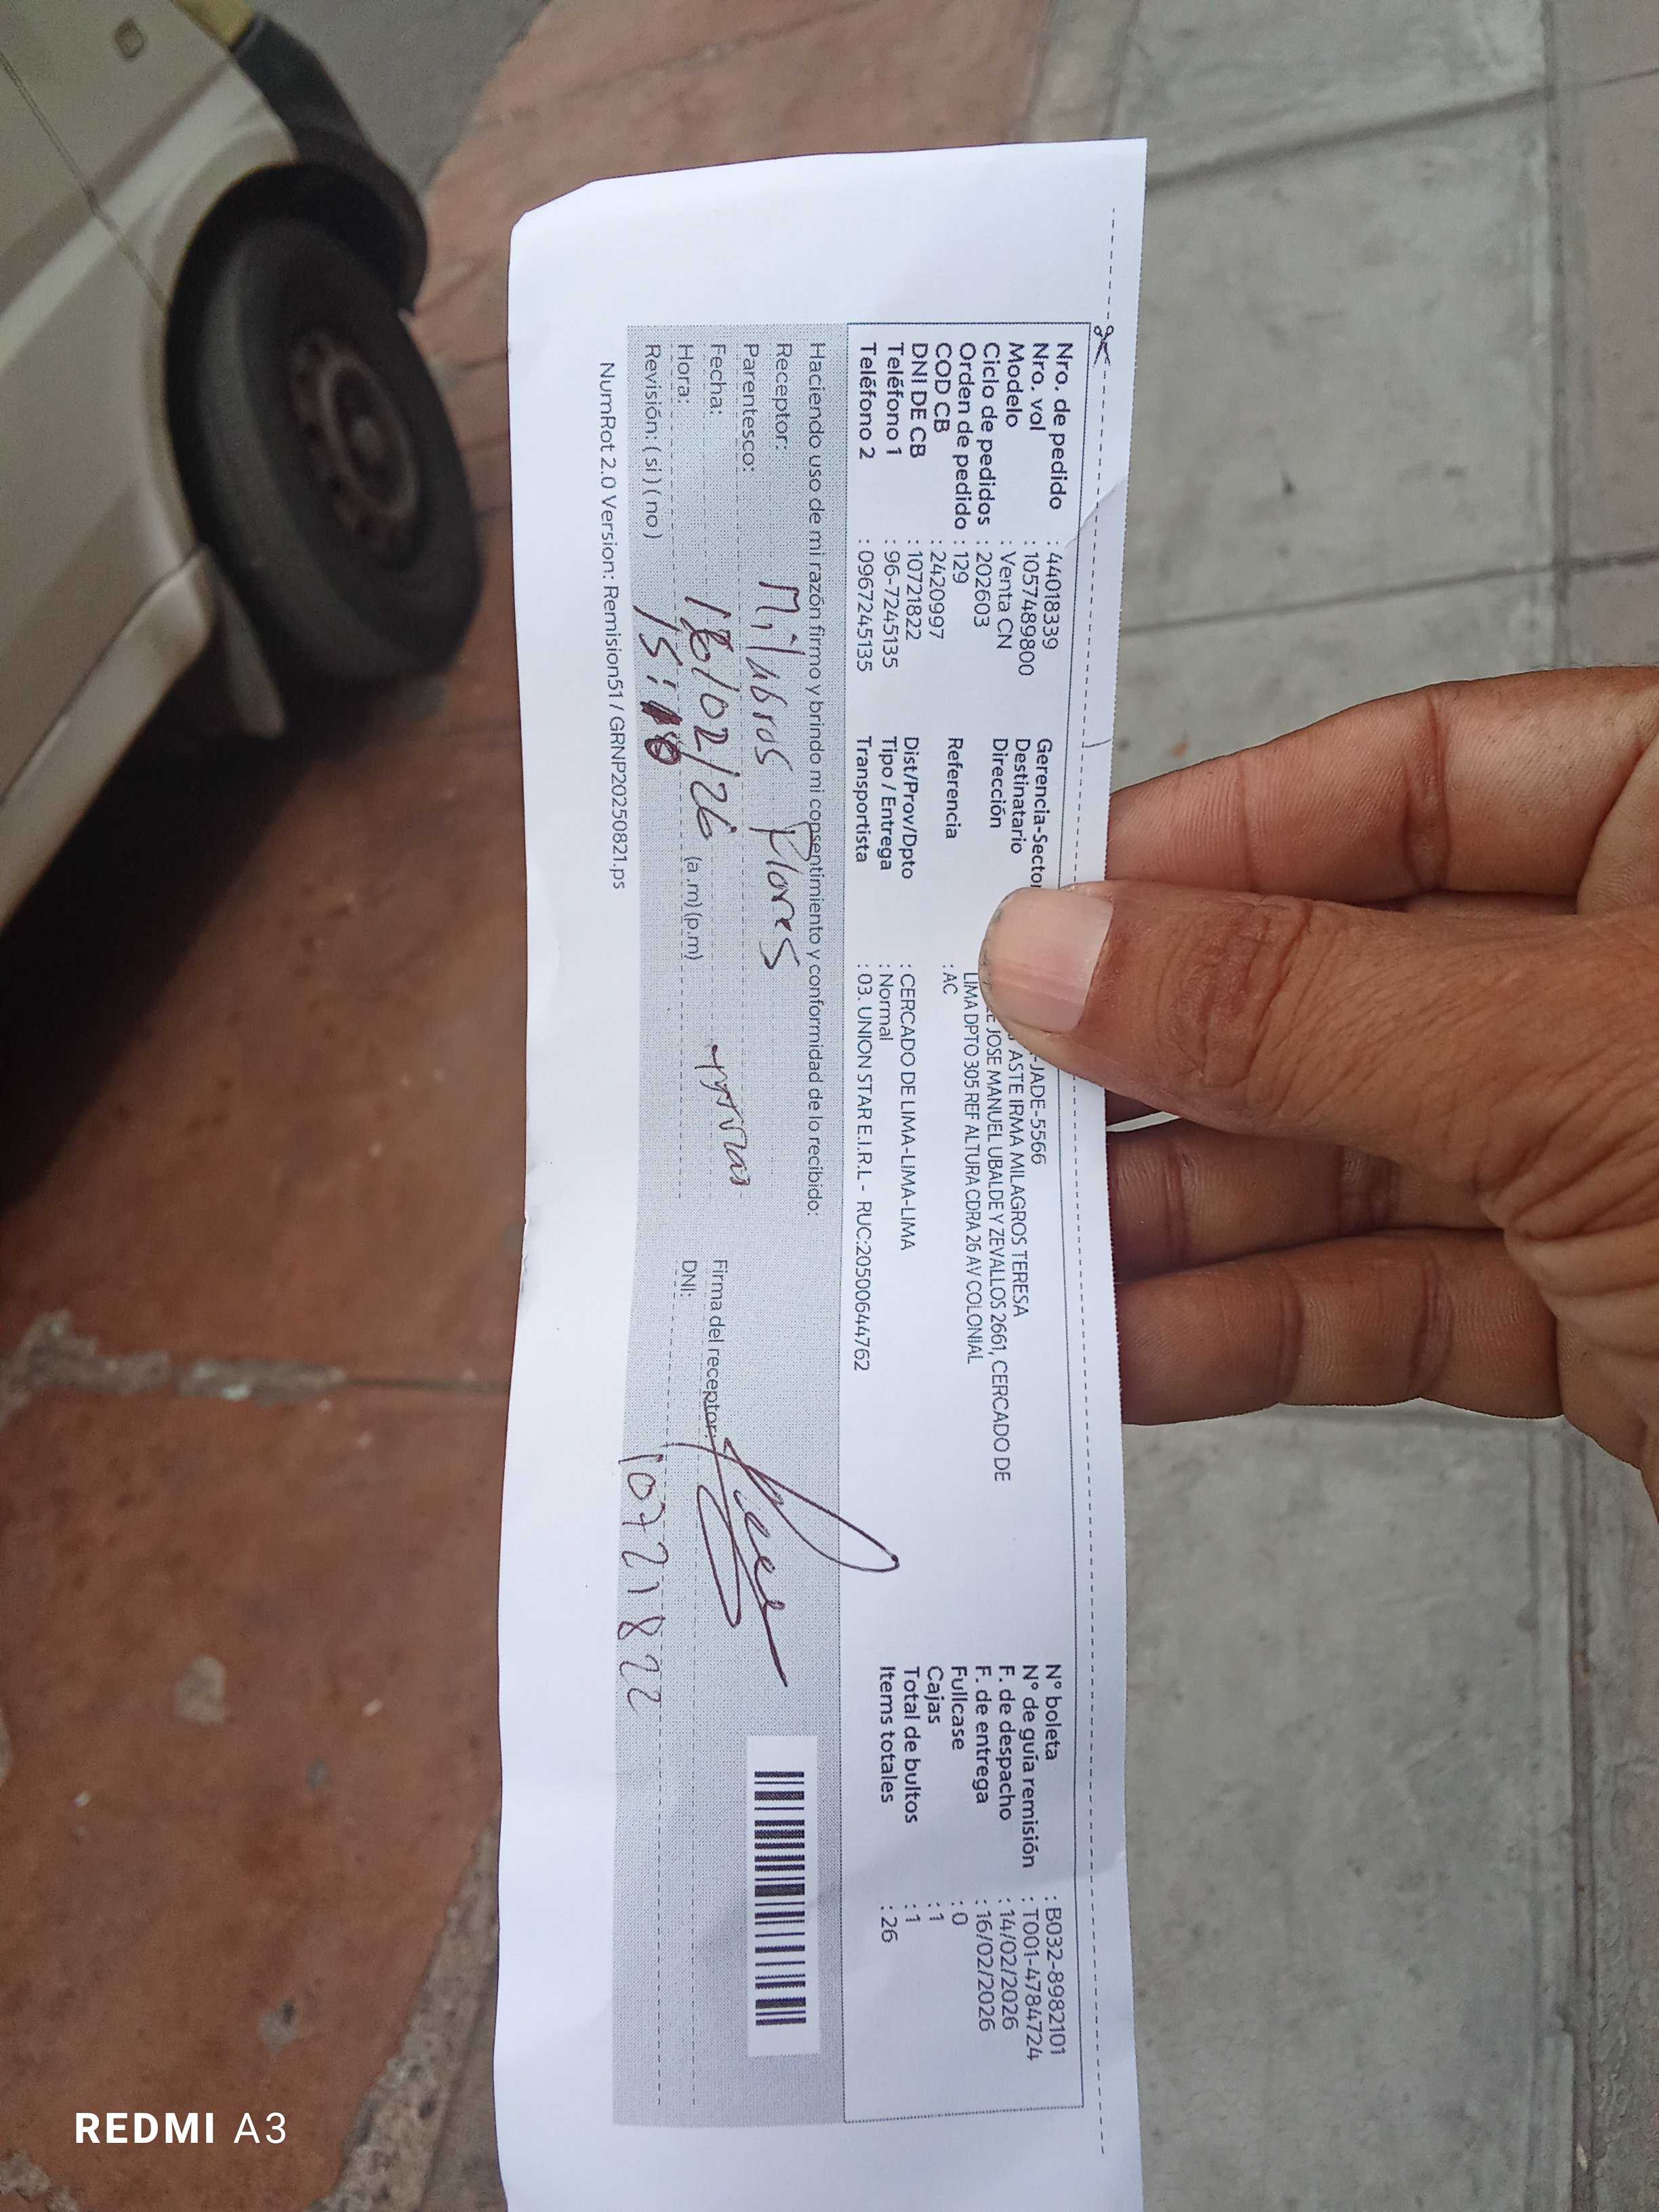 Nro. de pedido : 44018339
Nro. vol : 1057489800
Modelo : Venta CN
Ciclo de pedidos : 202603
Orden de pedido : 129
COD CB : 2420997
DNI DE CB : 10721822
Teléfono 1 : 96-7245135
Teléfono 2 : 0967245135
Gerencia-Sector JADE-5566
Destinatario ASTE IRMA MILAGROS TERESA
Dirección JOSE MANUEL UBALDE Y ZEVALLOS 2661, CERCADO DE
LIMA DPTO 305 REF ALTURA CDRA 26 AV COLONIAL
Referencia : AC
Dist/Prov/Dpto : CERCADO DE LIMA-LIMA-LIMA
Tipo / Entrega : Normal
Transportista : 03. UNION STAR E.I.R.L - RUC:20500644762
N° boleta : B032-8982101
N° de guía remisión : T001-4784724
F. de despacho : 14/02/2026
F. de entrega : 16/02/2026
Fullcase : 0
Cajas : 1
Total de bultos : 1
Items totales : 26
Haciendo uso de mi razón firmo y brindo mi consentimiento y conformidad de lo recibido:
Receptor: Flores
Parentesco:
Fecha: /02/26
Hora: (a.m) (p.m)
Revisión: ( si ) ( no )
Firma del receptor:
DNI: 10721822
NumRot 2.0 Version: Remision51 / GRNP20250821.ps
REDMI A3